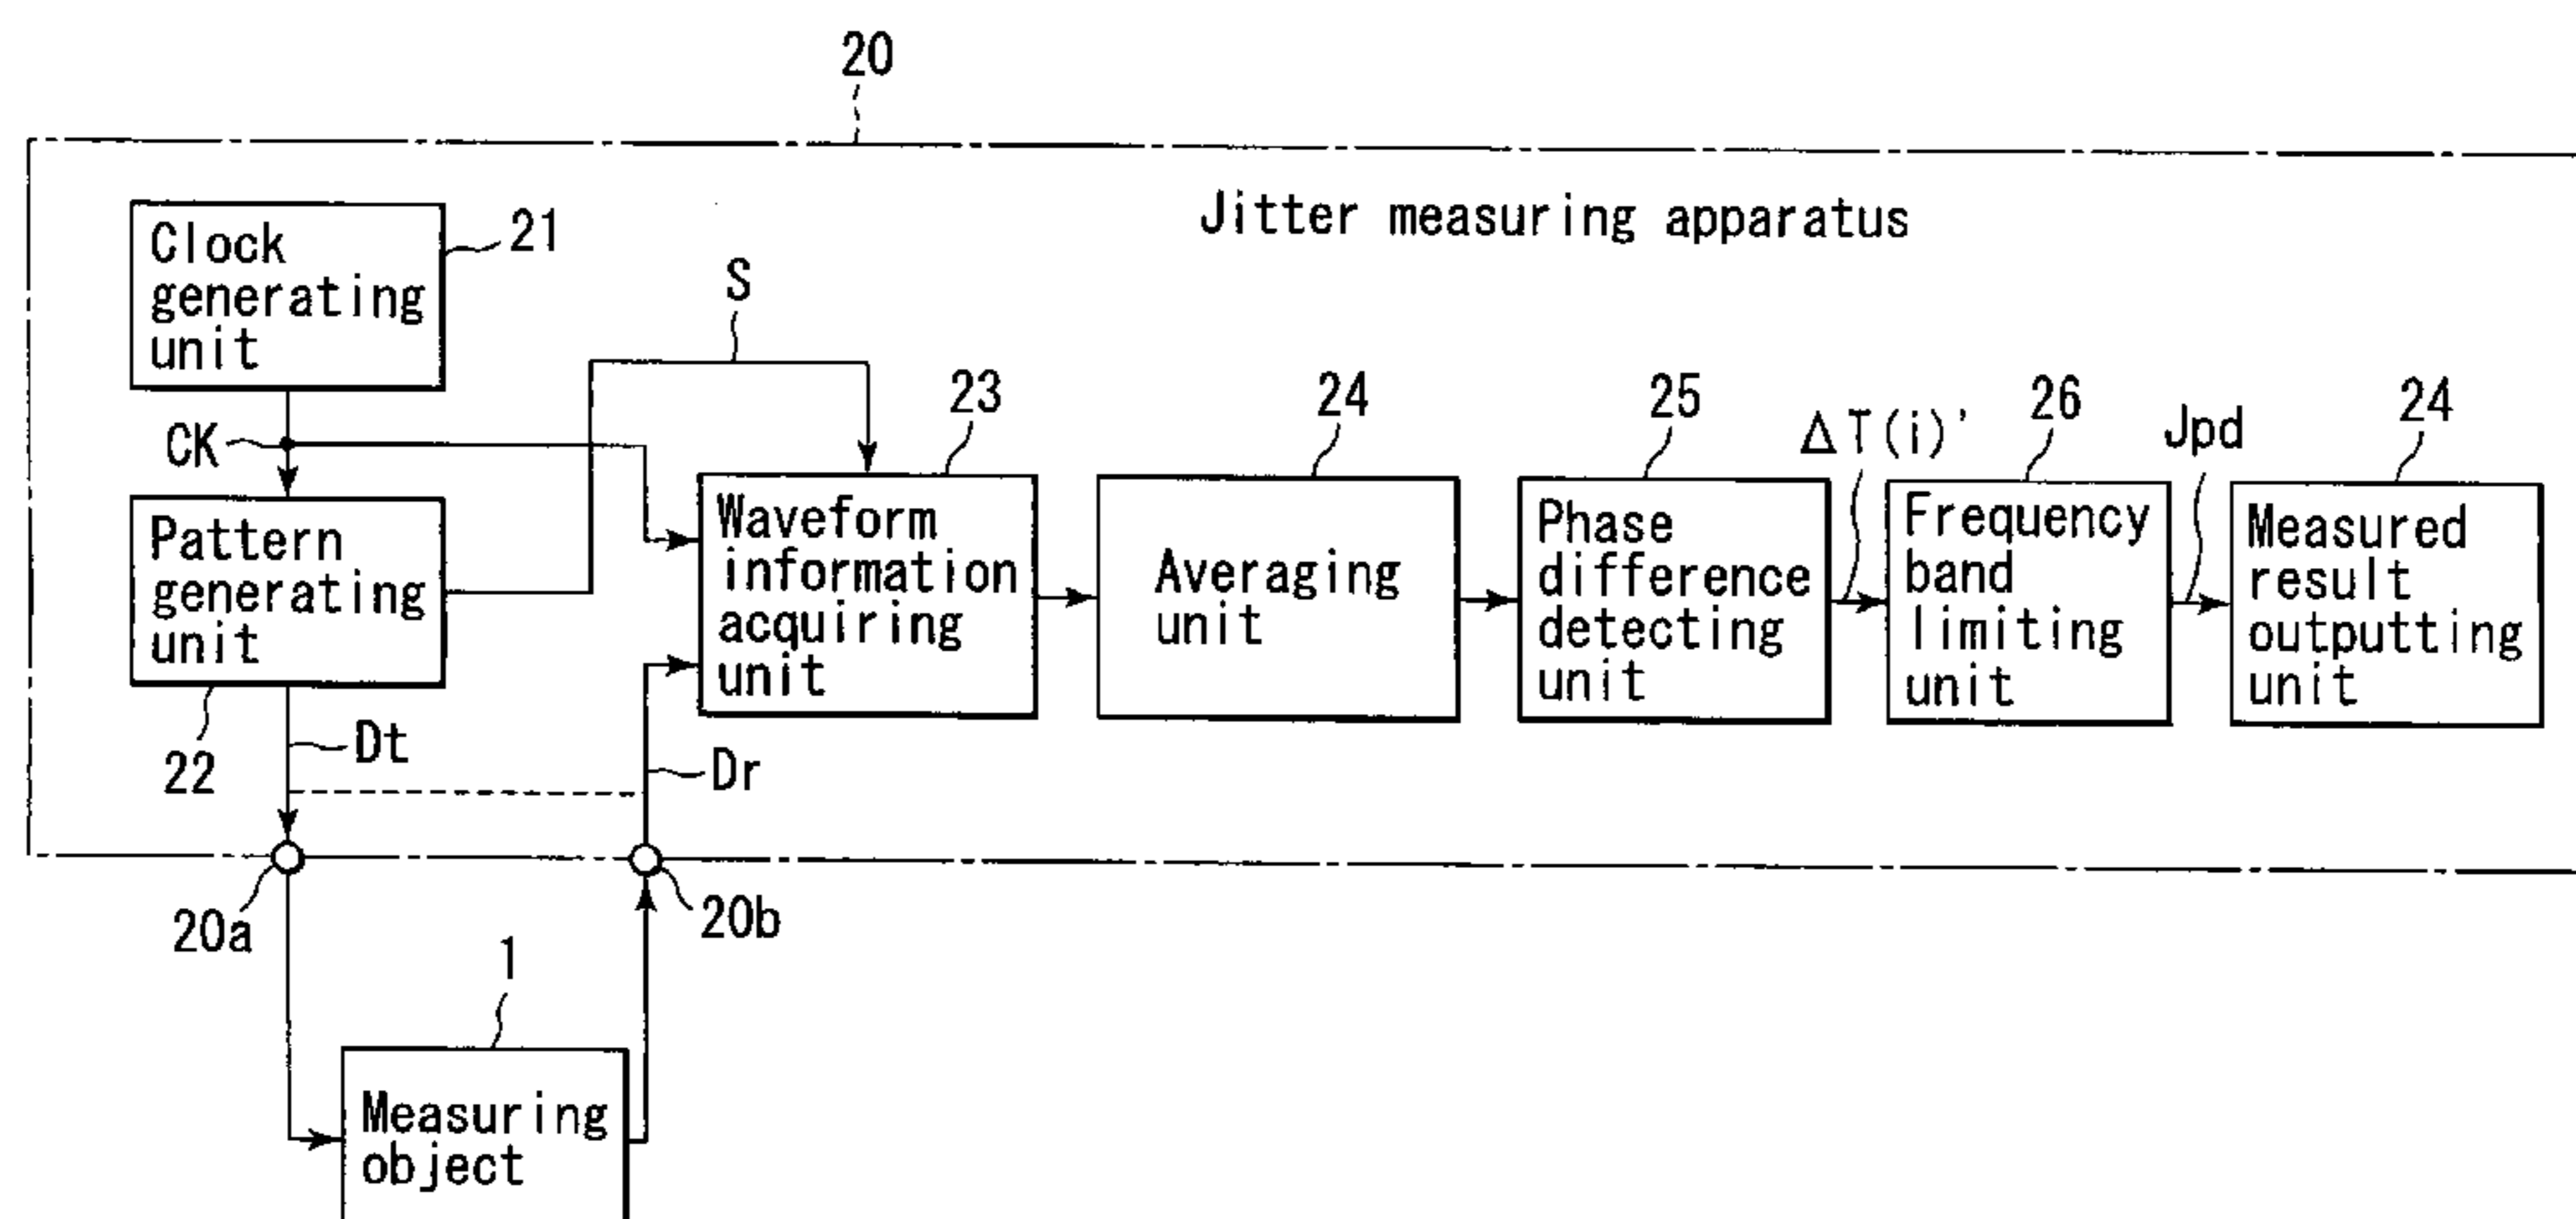 20
Jitter measuring apparatus
Clock
generating
unit
21
S
CK
23
24
25
ΔT(i)'
26
Jpd
24
Pattern
generating
unit
22
Waveform
information
acquiring
unit
Averaging
unit
Phase
difference
detecting
unit
Frequency
band
limiting
unit
Measured
result
outputting
unit
Dt
Dr
20a
20b
1
Measuring
object